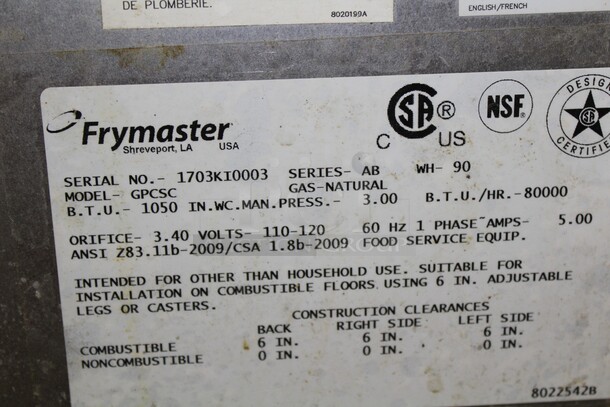 DE PLOMBERIE.
8020199A
ENGLISH/FRENCH
Frymaster
Shreveport, LA USA
C SA ® US
NSF.
DESIGN
SA
CERTIFIE
SERIAL NO.- 1703KI0003 SERIES- AB WH- 90
MODEL- GPCSC GAS-NATURAL
B.T.U.- 1050 IN.WC.MAN.PRESS.- 3.00 B.T.U./HR.-80000
ORIFICE- 3.40 VOLTS- 110-120 60 HZ 1 PHASE AMPS- 5.00
ANSI Z83.11b-2009/CSA 1.8b-2009 FOOD SERVICE EQUIP.
INTENDED FOR OTHER THAN HOUSEHOLD USE. SUITABLE FOR
INSTALLATION ON COMBUSTIBLE FLOORS USING 6 IN. ADJUSTABLE
LEGS OR CASTERS.
CONSTRUCTION CLEARANCES
BACK RIGHT SIDE LEFT SIDE
COMBUSTIBLE 6 IN. 6 IN. 6 IN.
NONCOMBUSTIBLE 0 IN. 0 IN. 0 IN.
8022542B